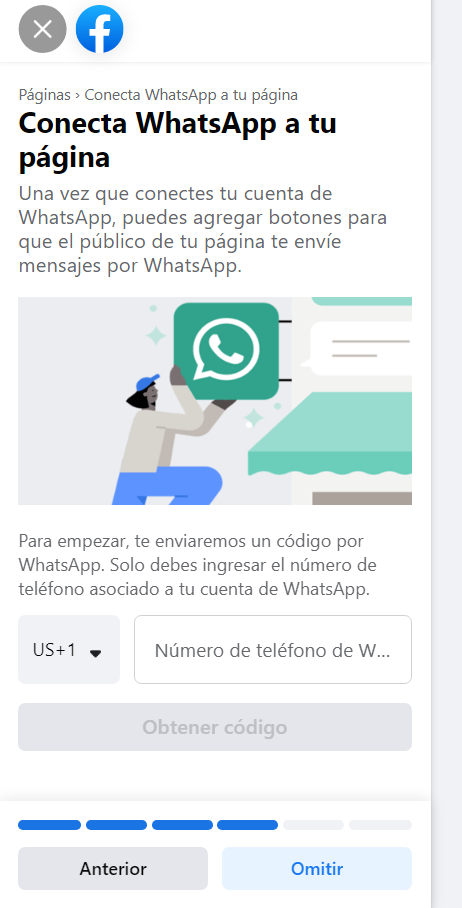 Páginas › Conecta WhatsApp a tu página
Conecta WhatsApp a tu
página
Una vez que conectes tu cuenta de
WhatsApp, puedes agregar botones para
que el público de tu página te envíe
mensajes por WhatsApp.
Para empezar, te enviaremos un código por
WhatsApp. Solo debes ingresar el número de
teléfono asociado a tu cuenta de WhatsApp.
US+1
Número de teléfono de W...
Obtener código
Anterior
Omitir